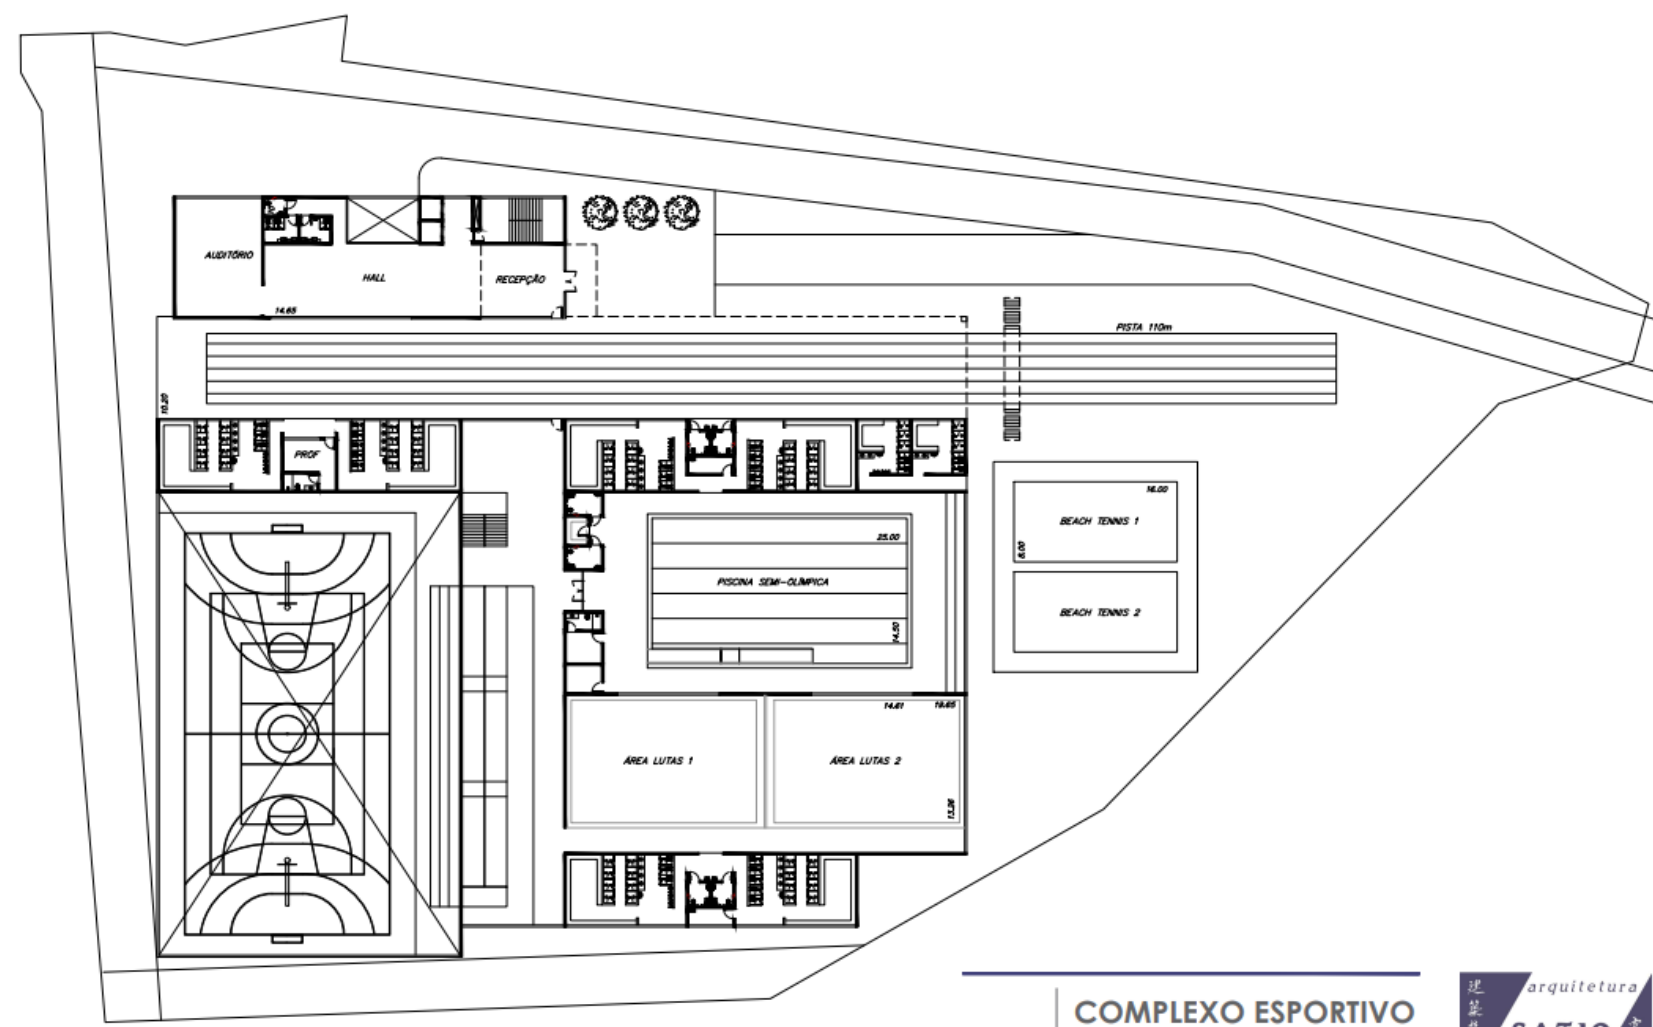 AUDITÓRIO
HALL
RECEPÇÃO
14.65
PISTA 110m
10.20
PROF
25.00
PISCINA SEMI-OLÍMPICA
14.50
16.00
BEACH TENNIS 1
8.00
BEACH TENNIS 2
14.61
19.65
ÁREA LUTAS 1
ÁREA LUTAS 2
13.26
COMPLEXO ESPORTIVO
arquitetura
建
築